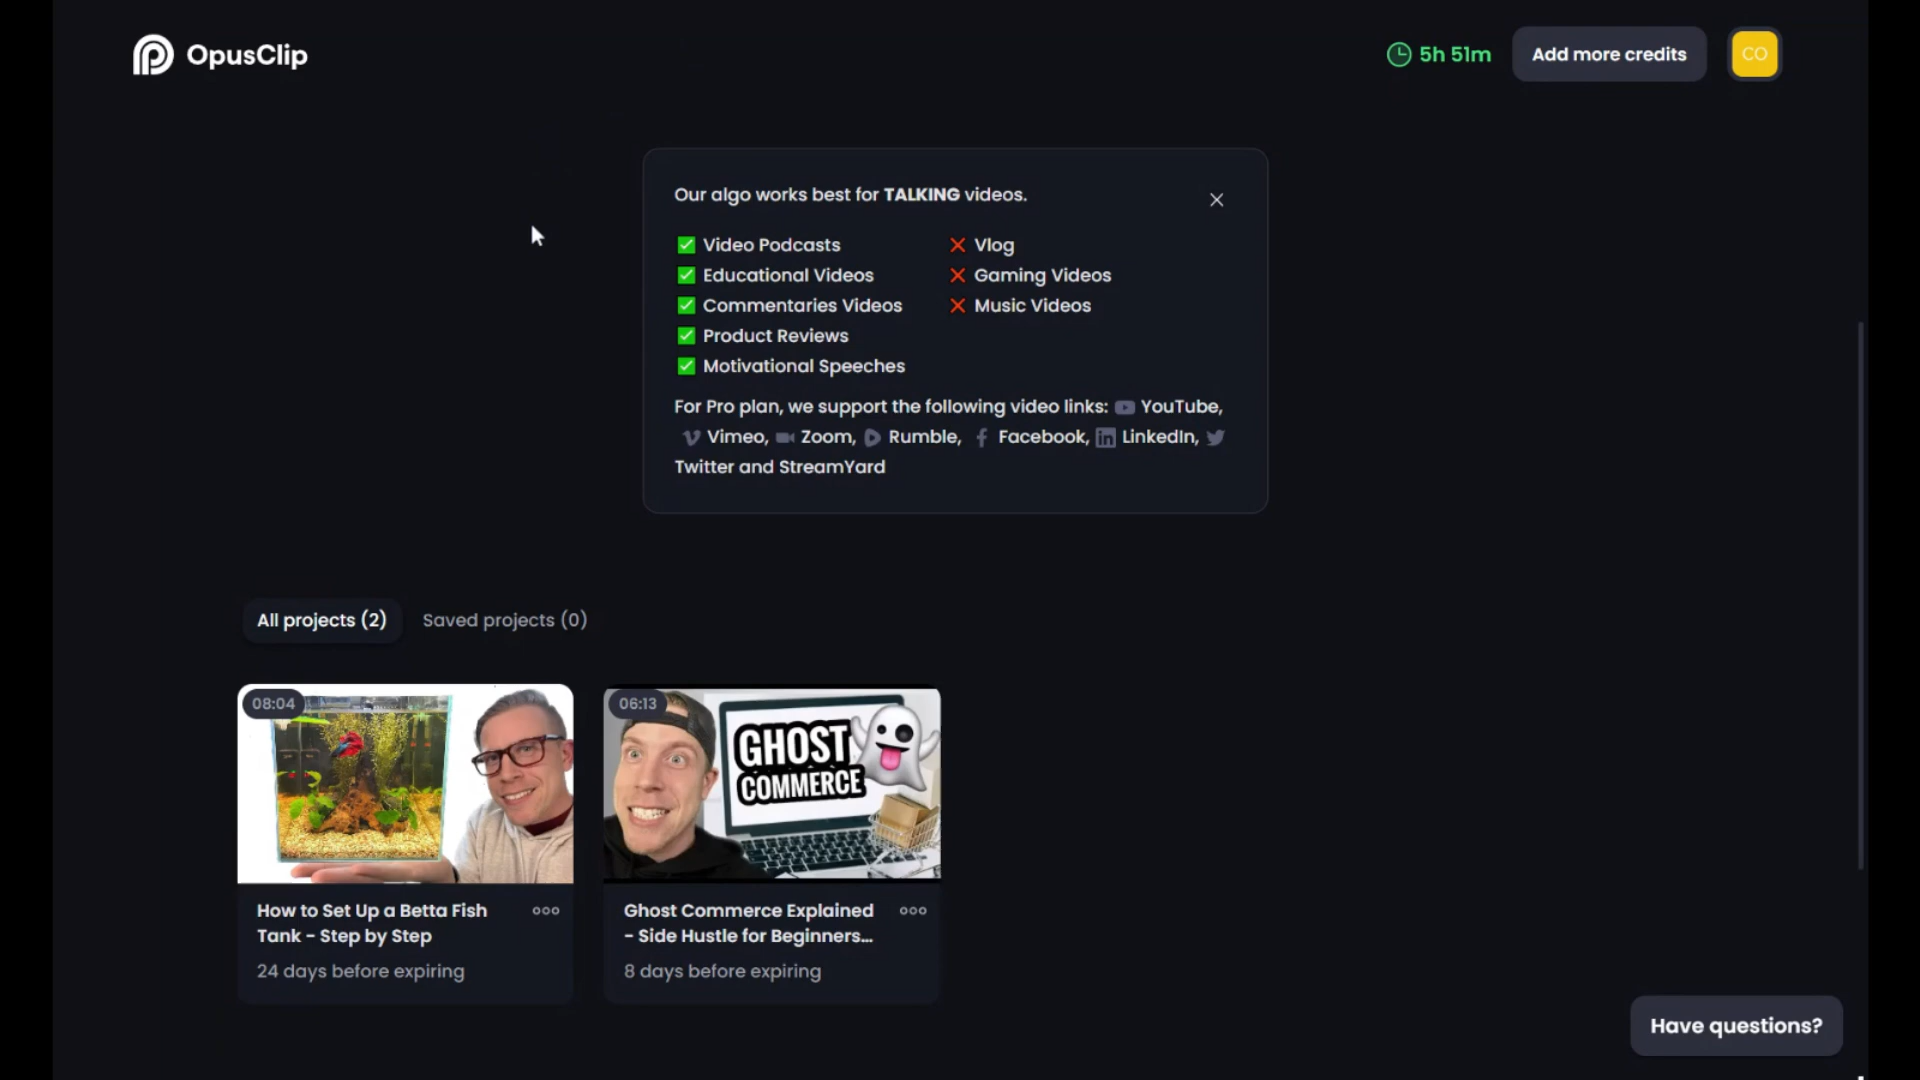 OpusClip
5h 51m
Add more credits
CO
Our algo works best for TALKING videos.
Video Podcasts
Vlog
Educational Videos
Gaming Videos
Commentaries Videos
Music Videos
Product Reviews
Motivational Speeches
For Pro plan, we support the following video links: YouTube,
Vimeo, Zoom, Rumble, Facebook, LinkedIn,
Twitter and StreamYard
All projects (2)
Saved projects (0)
08:04
06:13
GHOST
COMMERCE
How to Set Up a Betta Fish
Tank - Step by Step
24 days before expiring
Ghost Commerce Explained
- Side Hustle for Beginners...
8 days before expiring
Have questions?